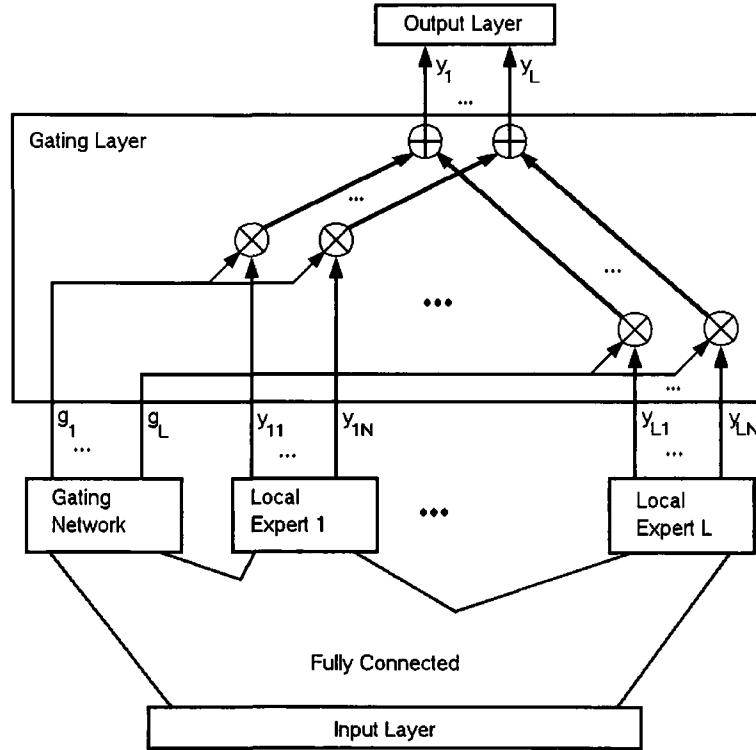 Output Layer
y1 ... yL
Gating Layer
...
...
...
...
g1 ... gL y11 ... y1N yL1 ... yLN
Gating Network
Local Expert 1
...
Local Expert L
Fully Connected
Input Layer